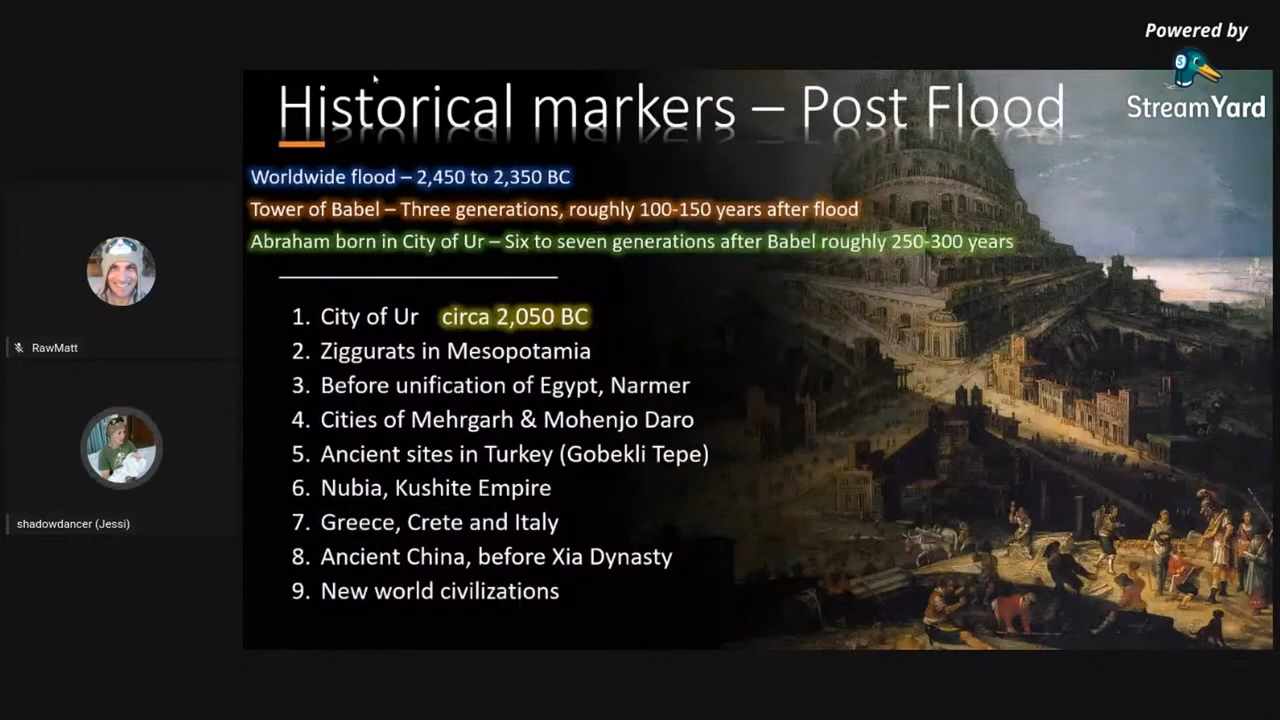 Powered by
StreamYard
Historical markers – Post Flood
Worldwide flood – 2,450 to 2,350 BC
Tower of Babel – Three generations, roughly 100-150 years after flood
Abraham born in City of Ur – Six to seven generations after Babel roughly 250-300 years
1. City of Ur circa 2,050 BC
2. Ziggurats in Mesopotamia
3. Before unification of Egypt, Narmer
4. Cities of Mehrgarh & Mohenjo Daro
5. Ancient sites in Turkey (Gobekli Tepe)
6. Nubia, Kushite Empire
7. Greece, Crete and Italy
8. Ancient China, before Xia Dynasty
9. New world civilizations
RawMatt
shadowdancer (Jessi)